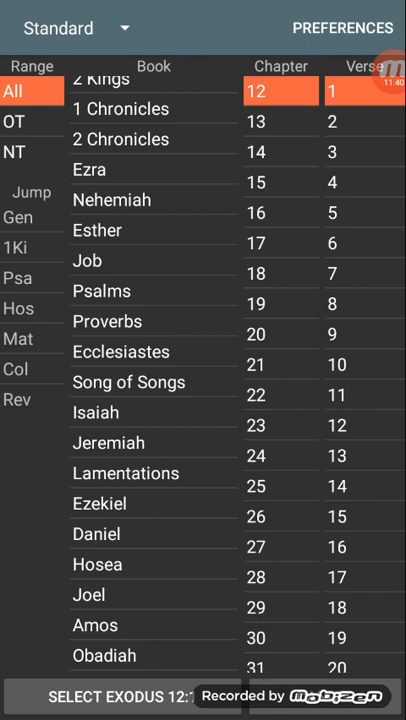 Standard PREFERENCES
Range Book Chapter Verse
11:40
All 2 Kings 12 1
OT 1 Chronicles 13 2
NT 2 Chronicles 14 3
Ezra 15 4
Jump
Gen Nehemiah 16 5
1Ki Esther 17 6
Psa Job 18 7
Hos Psalms 19 8
Mat Proverbs 20 9
Col Ecclesiastes 21 10
Rev Song of Songs 22 11
Isaiah 23 12
Jeremiah 24 13
Lamentations 25 14
Ezekiel 26 15
Daniel 27 16
Hosea 28 17
Joel 29 18
Amos 30 19
Obadiah 31 20
SELECT EXODUS 12:1 Recorded by MOBIZEN